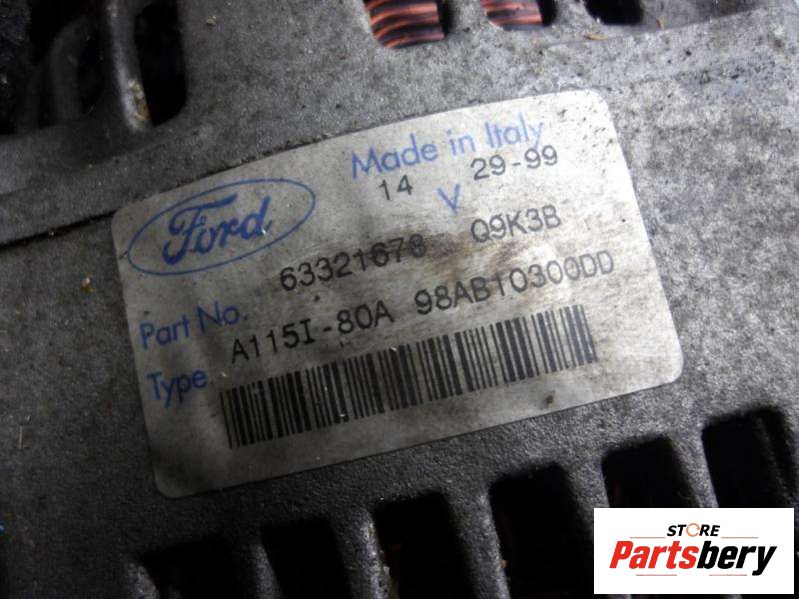 Ford
Made in Italy
14 V 29-99
Part No. 63321678 Q9K3B
Type A115I-80A 98AB10300DD
STORE
Partsbery